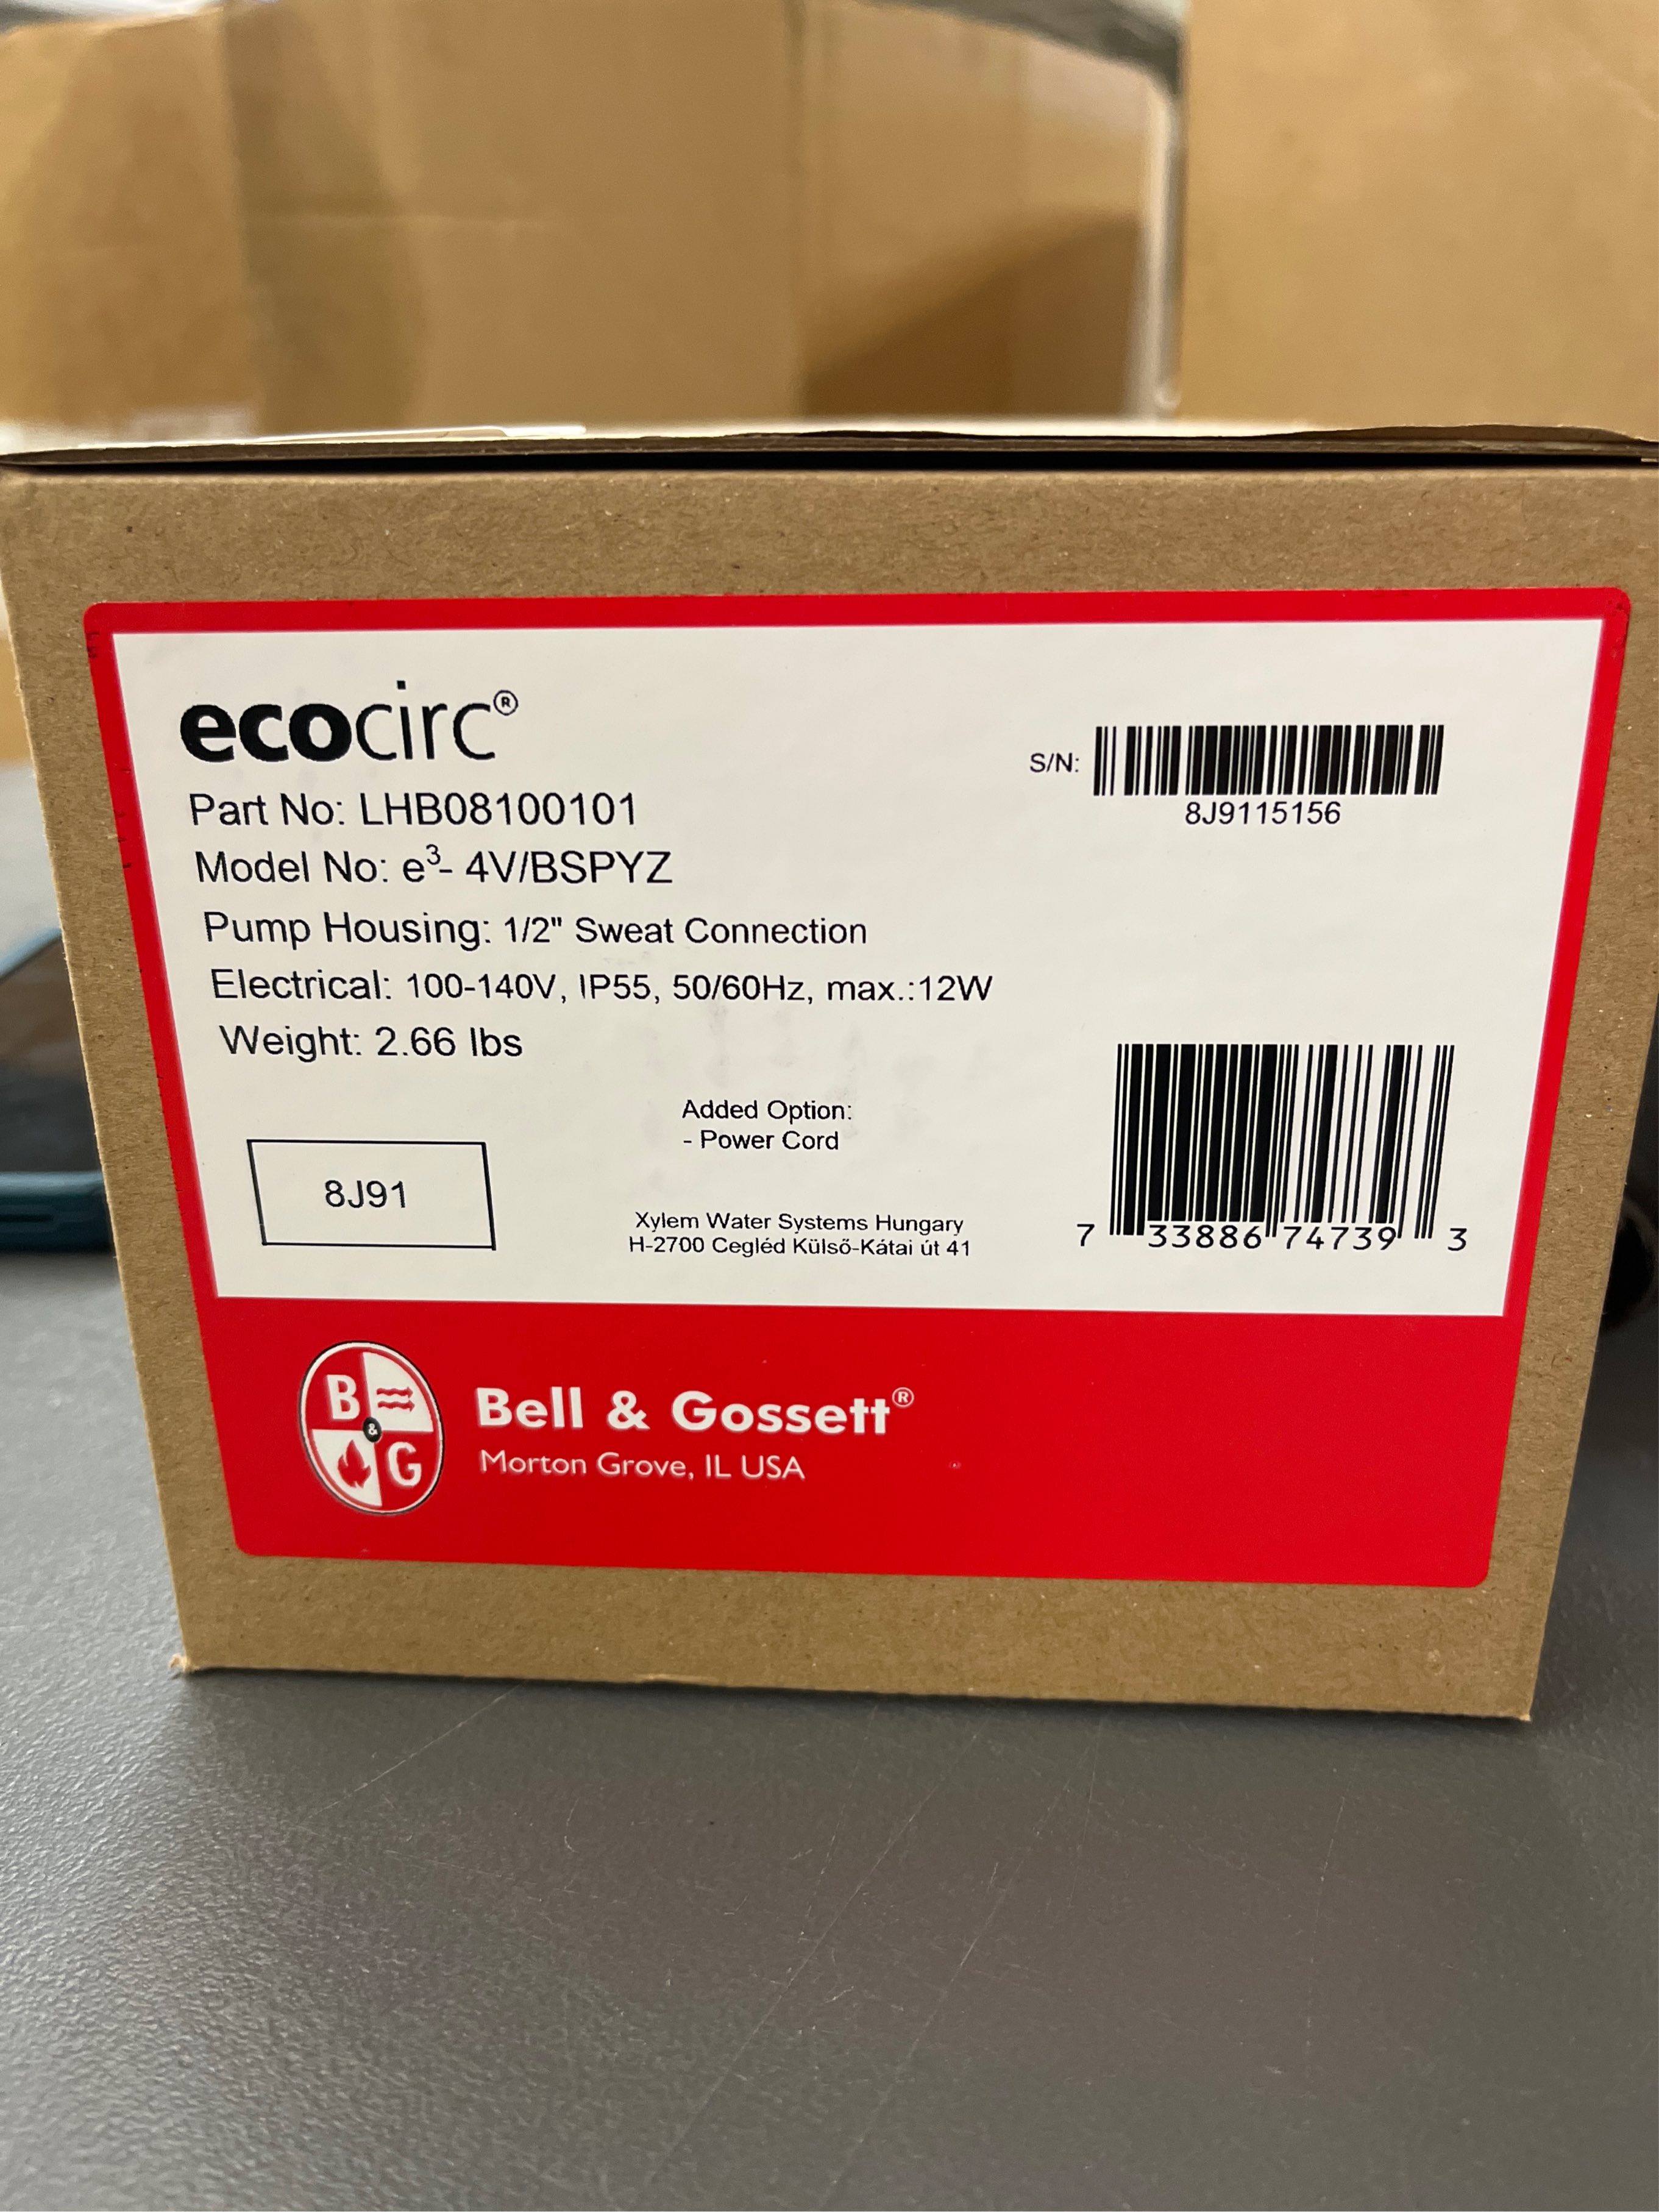 ecocirc®
Part No: LHB08100101
Model No: e³- 4V/BSPYZ
Pump Housing: 1/2" Sweat Connection
Electrical: 100-140V, IP55, 50/60Hz, max.:12W
Weight: 2.66 lbs
S/N:
8J9115156
Added Option:
- Power Cord
8J91
Xylem Water Systems Hungary
H-2700 Cegléd Külső-Kátai út 41
7 33886 74739 3
B & G
Bell & Gossett®
Morton Grove, IL USA